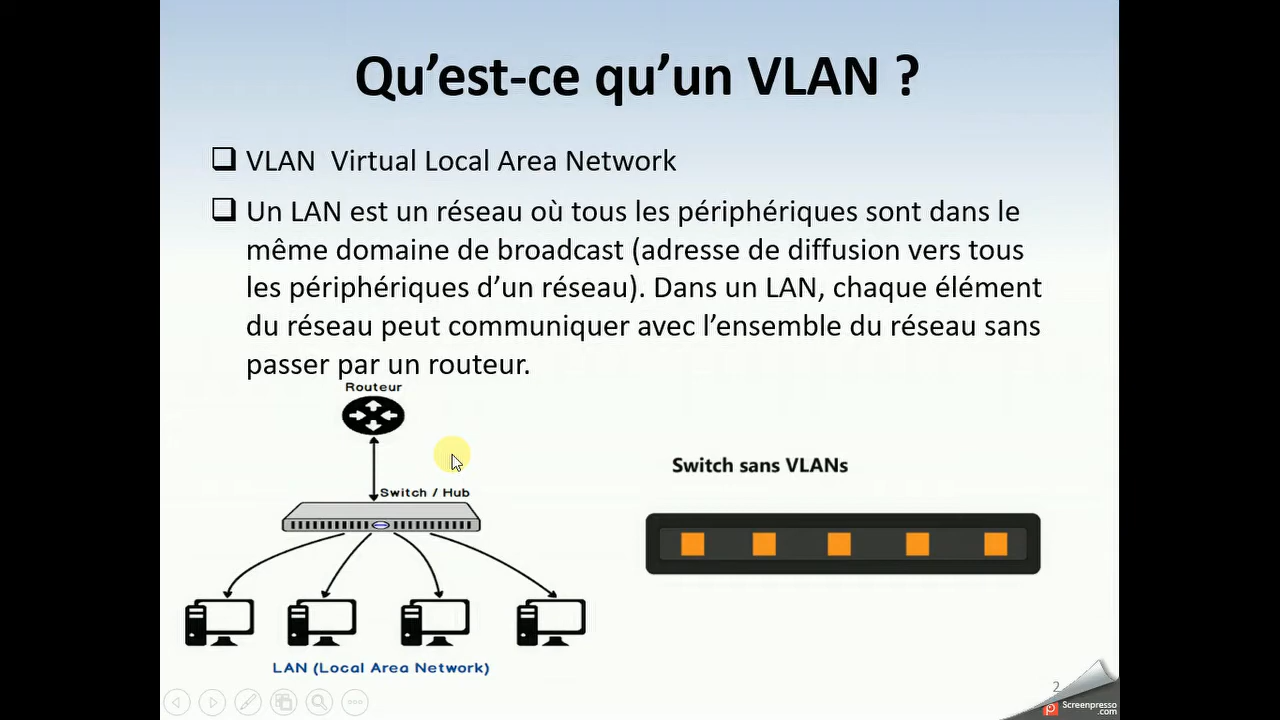 Qu’est-ce qu’un VLAN ?
VLAN  Virtual Local Area Network
Un LAN est un réseau où tous les périphériques sont dans le
même domaine de broadcast (adresse de diffusion vers tous
les périphériques d’un réseau). Dans un LAN, chaque élément
du réseau peut communiquer avec l’ensemble du réseau sans
passer par un routeur.
Routeur
Switch / Hub
LAN (Local Area Network)
Switch sans VLANs
2
Screenpresso
.com